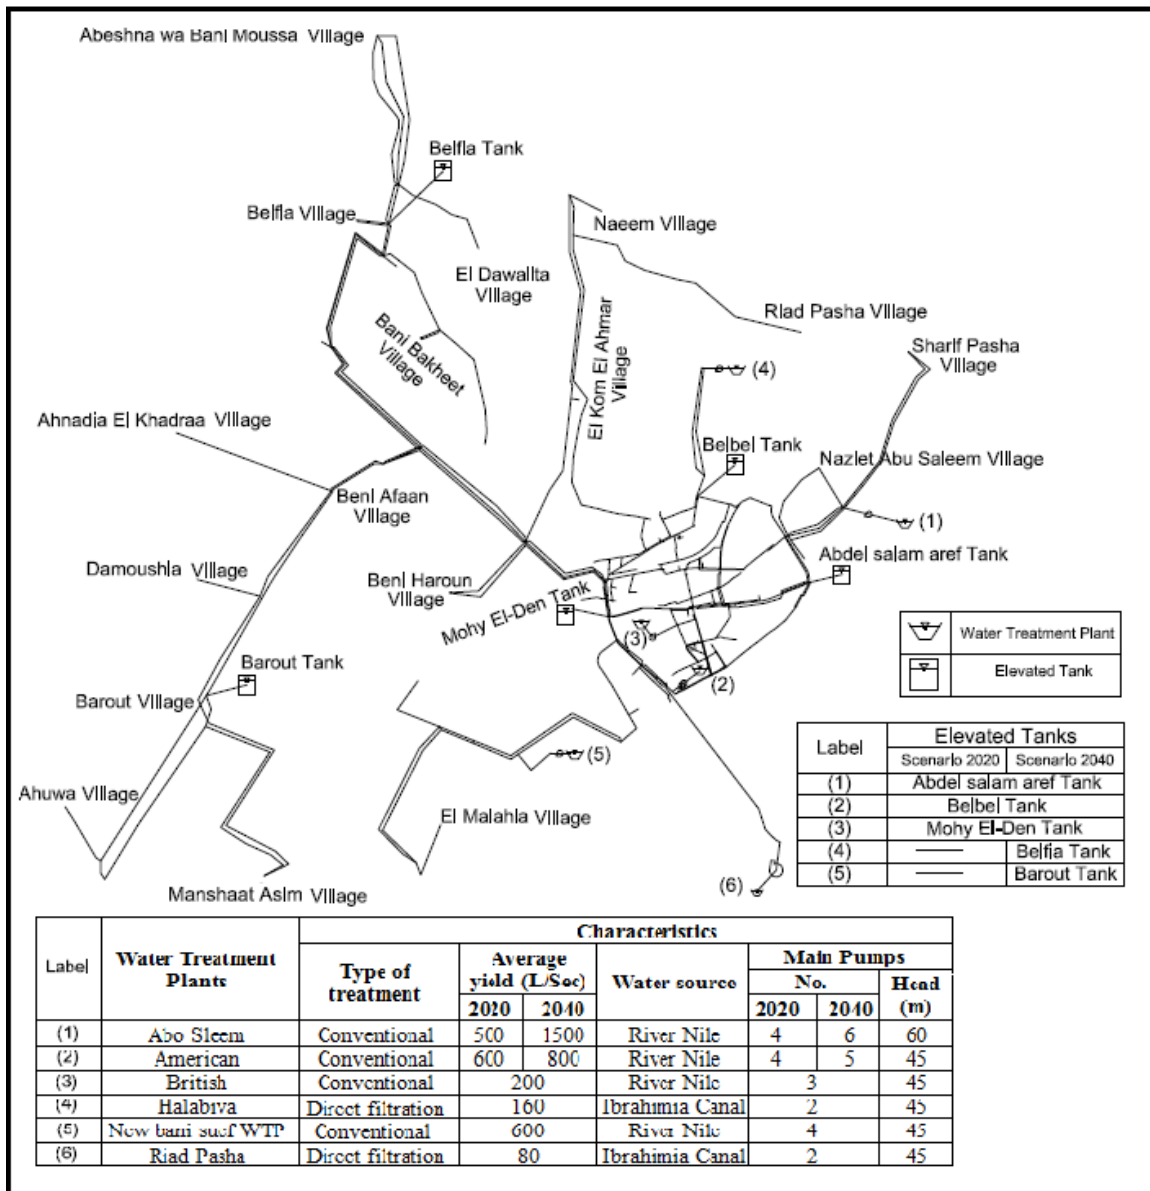 Abeshna wa Bani Moussa Village
Belfia Tank
Belfia Village
Naeem Village
El Dawalita
Village
Riad Pasha Village
Bani Bakheet
Village
El Kom El Ahmar
Village
Sharif Pasha
Village
(4)
Ahnadia El Khadraa Village
Belbel Tank
Nazlet Abu Saleem Village
Beni Afaan
Village
(1)
Abdel salam aref Tank
Damoushia Village
Beni Haroun
Village
Mohy El-Den Tank
(3)
Water Treatment Plant
Elevated Tank
Barout Tank
(2)
Barout Village
(5)
Ahuwa Village
El Malahia Village
Manshaat Asim Village
(6)
Label Elevated Tanks
Scenario 2020 Scenario 2040
(1) Abdel salam aref Tank
(2) Belbel Tank
(3) Mohy El-Den Tank
(4) —— Belfia Tank
(5) —— Barout Tank
Characteristics
Label Water Treatment Plants Type of treatment Average yield (L/Sec) Water source Main Pumps
No. Head (m)
2020 2040 2020 2040
(1) Abo Sleem Conventional 500 1500 River Nile 4 6 60
(2) American Conventional 600 800 River Nile 4 5 45
(3) British Conventional 200 River Nile 3 45
(4) Halabiya Direct filtration 160 Ibrahimia Canal 2 45
(5) New bani suef WTP Conventional 600 River Nile 4 45
(6) Riad Pasha Direct filtration 80 Ibrahimia Canal 2 45